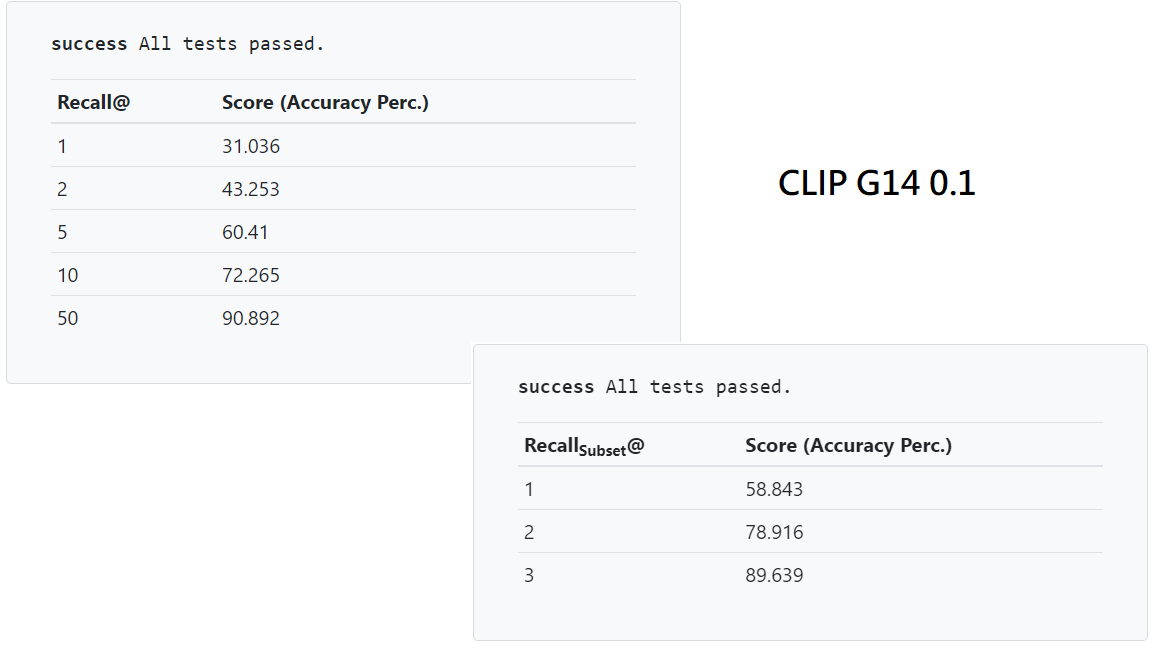 success All tests passed.
Recall@ Score (Accuracy Perc.)
1 31.036
2 43.253
5 60.41
10 72.265
50 90.892
CLIP G14 0.1
success All tests passed.
RecallSubset@ Score (Accuracy Perc.)
1 58.843
2 78.916
3 89.639